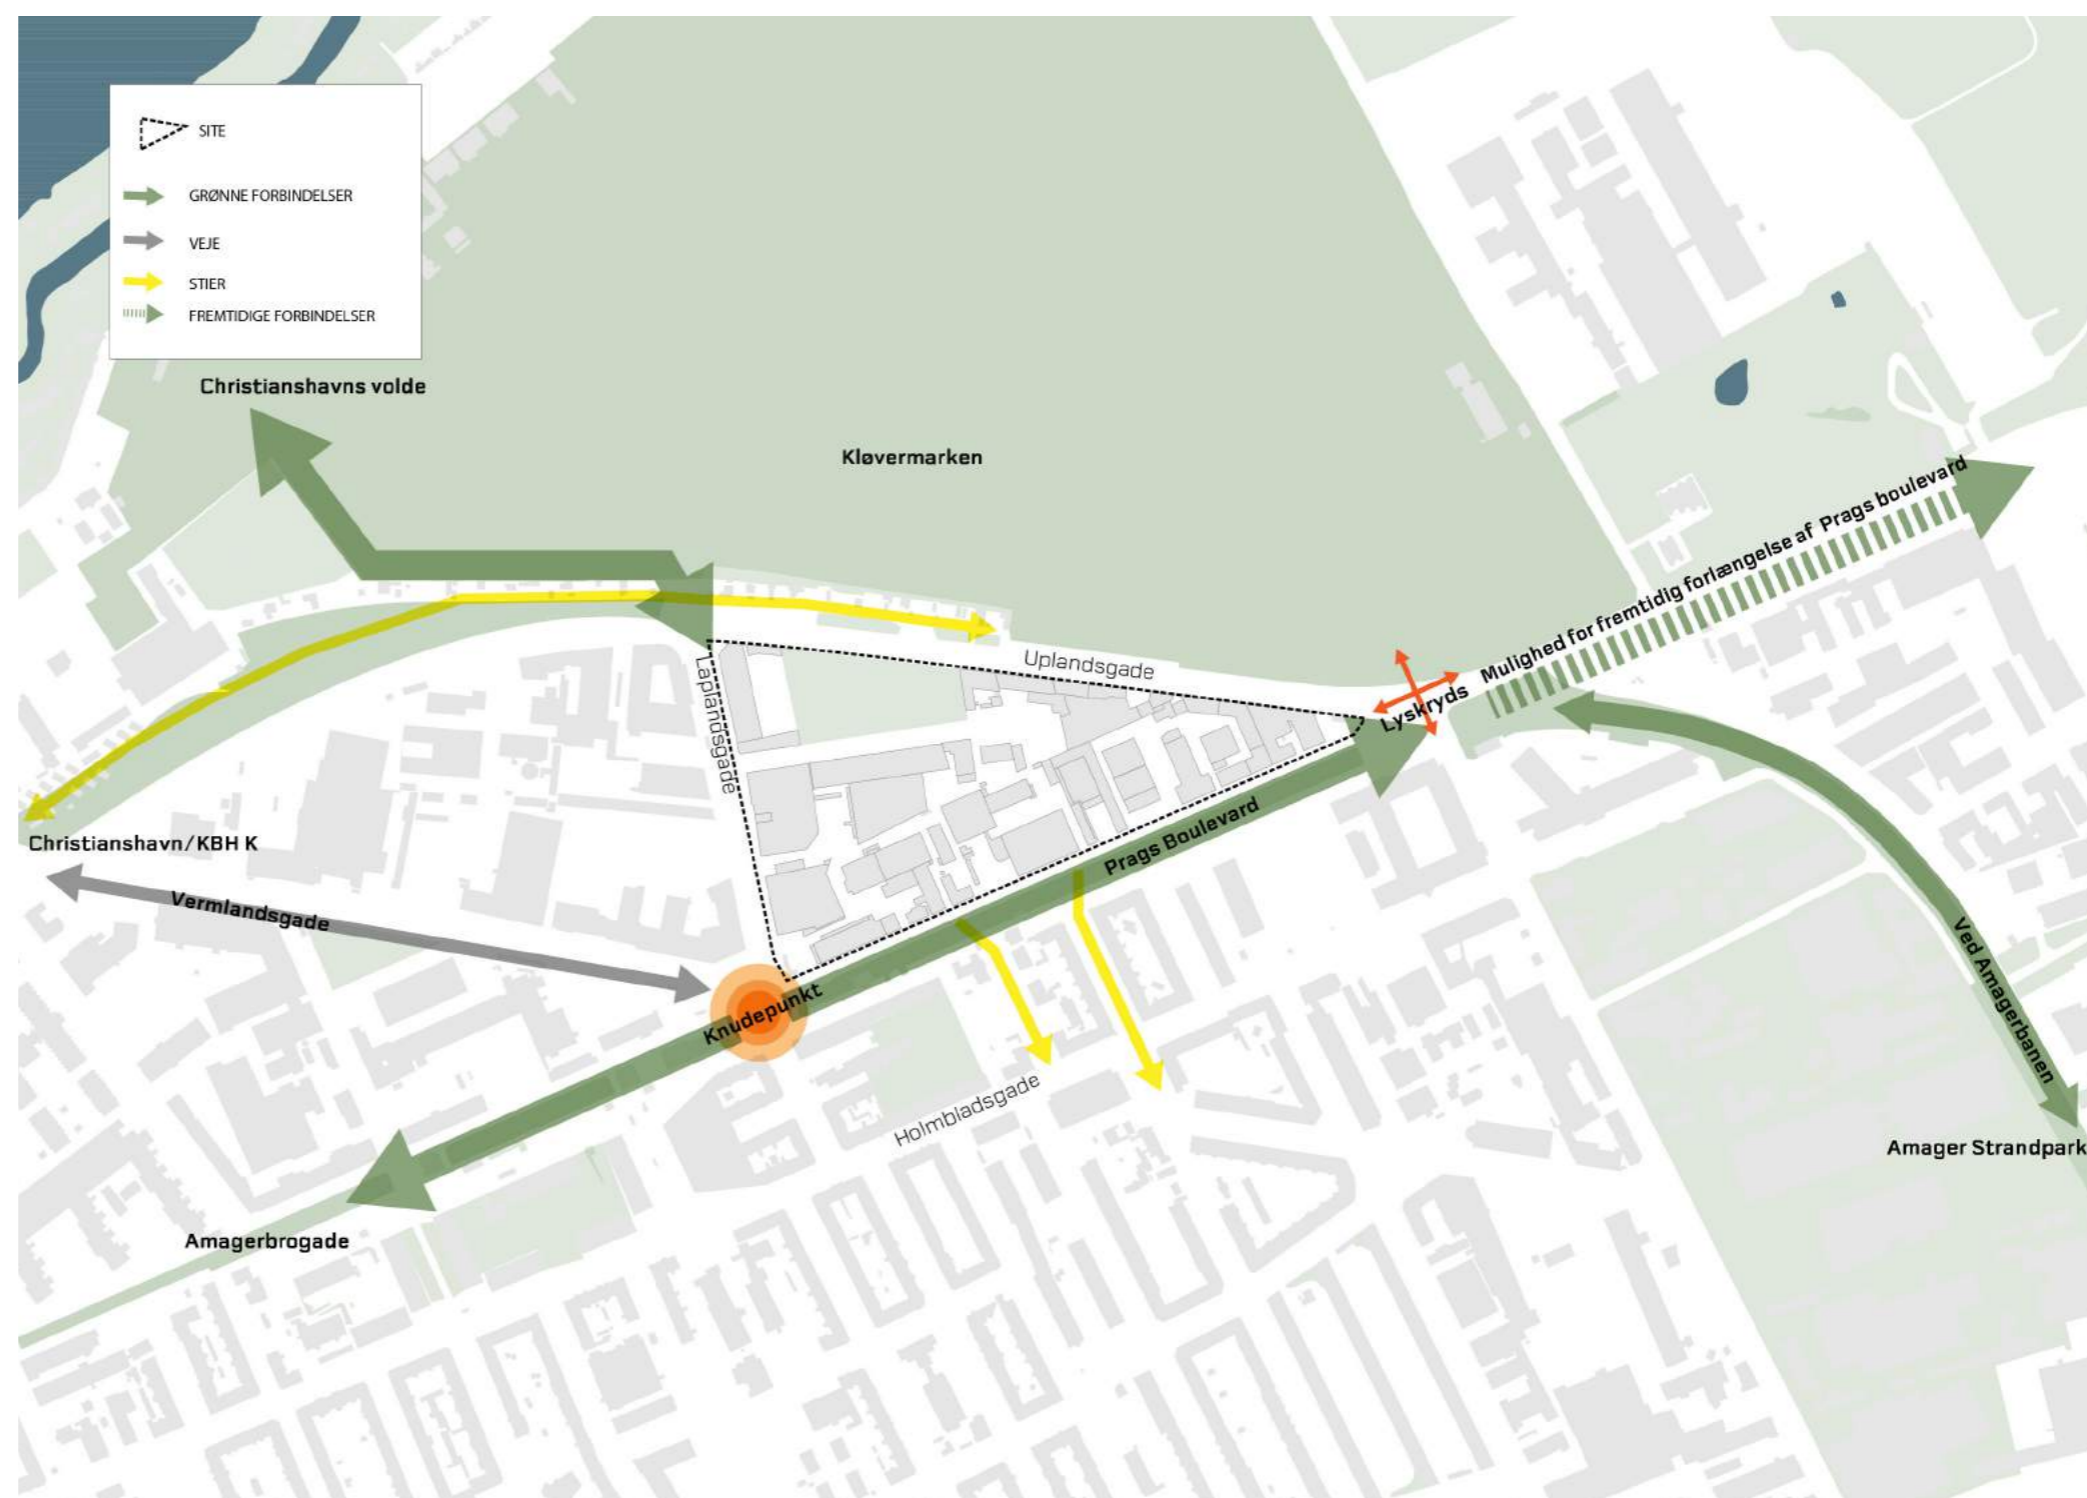 SITE
GRØNNE FORBINDELSER
VEJE
STIER
FREMTIDIGE FORBINDELSER
Christianshavns volde
Kløvermarken
Mulighed for fremtidig forlængelse af Prags boulevard
Uplandsgade
Laplandsgade
Lyskryds
Prags Boulevard
Christianshavn/KBH K
Vermlandsgade
Knudepunkt
Ved Amagerbanen
Holmbladsgade
Amager Strandpark
Amagerbrogade